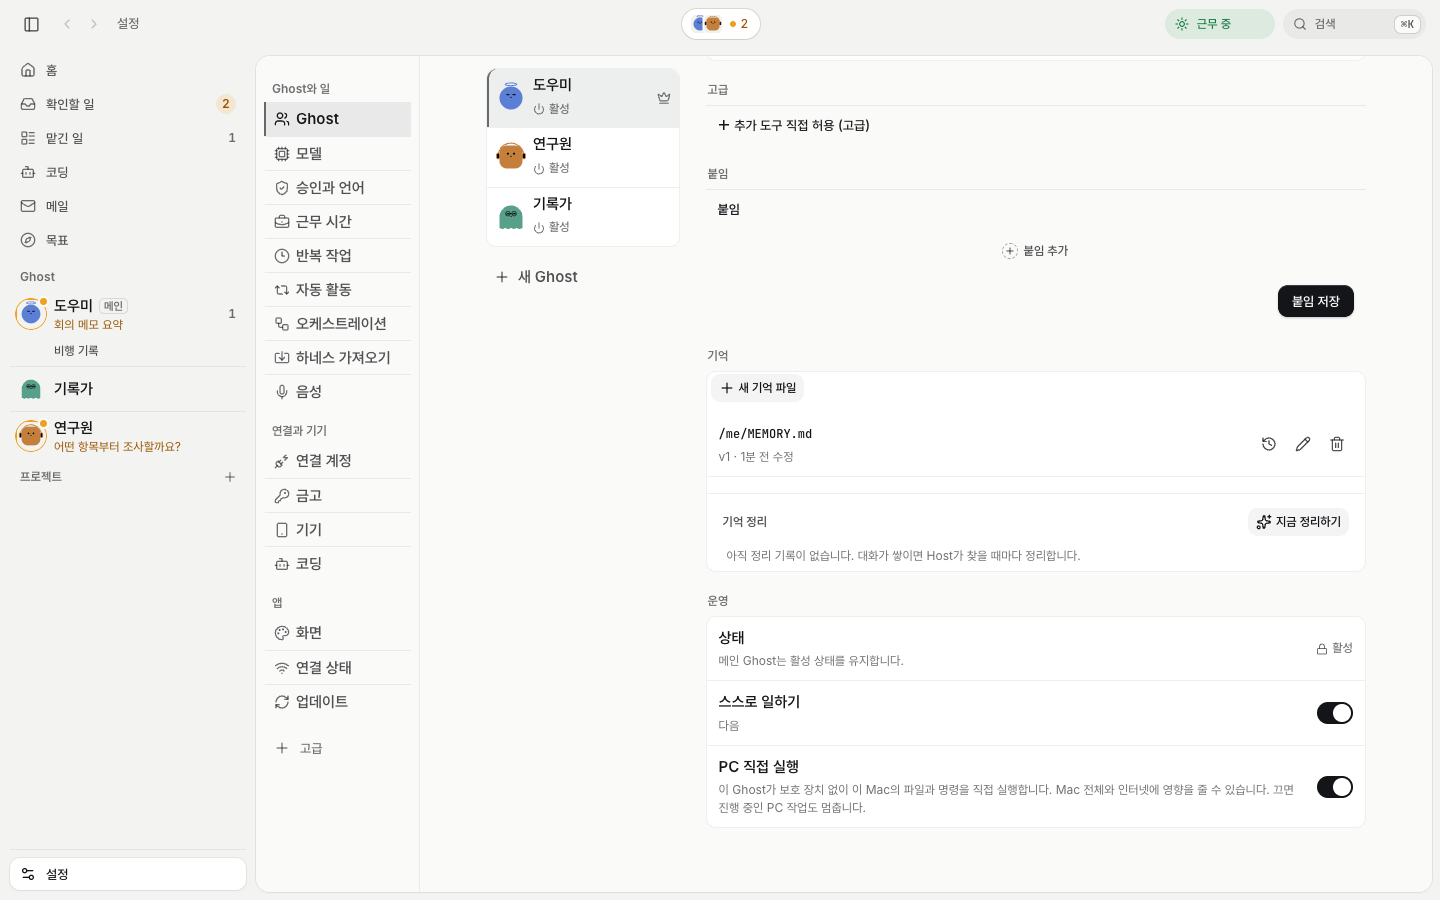 설정
2
근무 중
검색
⌘K
홈
확인할 일
2
맡긴 일
1
코딩
메일
목표
Ghost
도우미
메인
회의 메모 요약
1
비행 기록
기록가
연구원
어떤 항목부터 조사할까요?
프로젝트
설정
Ghost와 일
Ghost
모델
승인과 언어
근무 시간
반복 작업
자동 활동
오케스트레이션
하네스 가져오기
음성
연결과 기기
연결 계정
금고
기기
코딩
앱
화면
연결 상태
업데이트
고급
도우미
활성
연구원
활성
기록가
활성
새 Ghost
고급
추가 도구 직접 허용 (고급)
붙임
붙임
붙임 추가
붙임 저장
기억
새 기억 파일
/me/MEMORY.md
v1 · 1분 전 수정
기억 정리
지금 정리하기
아직 정리 기록이 없습니다. 대화가 쌓이면 Host가 찾을 때마다 정리합니다.
운영
상태
메인 Ghost는 활성 상태를 유지합니다.
활성
스스로 일하기
다음
PC 직접 실행
이 Ghost가 보호 장치 없이 이 Mac의 파일과 명령을 직접 실행합니다. Mac 전체와 인터넷에 영향을 줄 수 있습니다. 끄면
진행 중인 PC 작업도 멈춥니다.